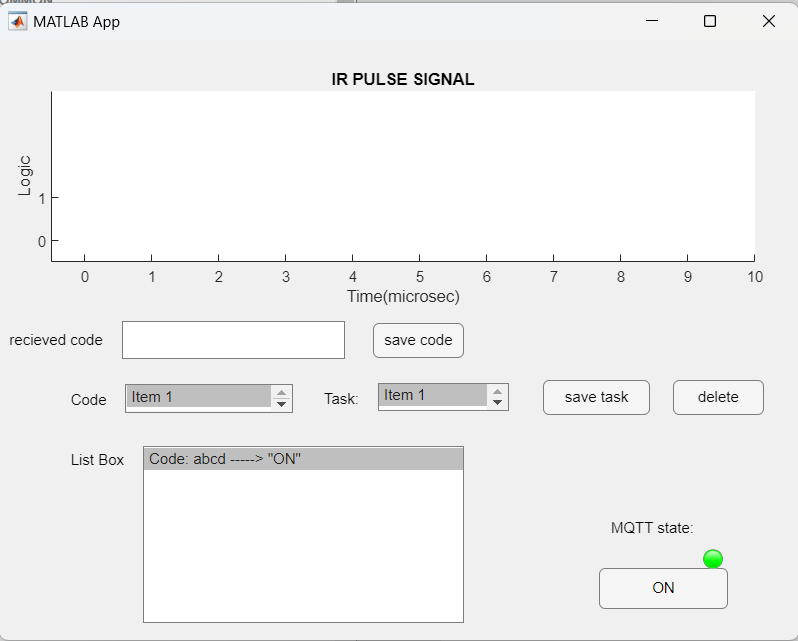 MATLAB App
IR PULSE SIGNAL
Logic
1
0
0 1 2 3 4 5 6 7 8 9 10
Time(microsec)
recieved code
save code
Code Item 1 Task: Item 1 save task delete
List Box Code: abcd -----> "ON"
MQTT state:
ON